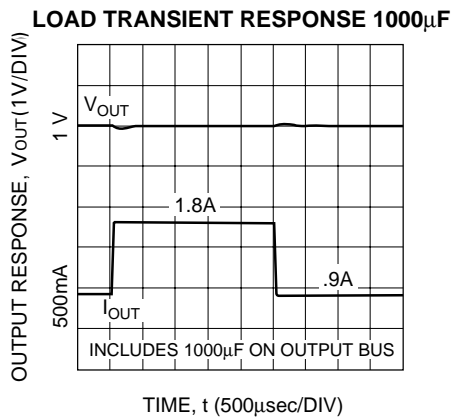 LOAD TRANSIENT RESPONSE 1000µF
OUTPUT RESPONSE, VOUT (1V/DIV)
1 V
500mA
VOUT
1.8A
.9A
IOUT
INCLUDES 1000µF ON OUTPUT BUS
TIME, t (500µsec/DIV)